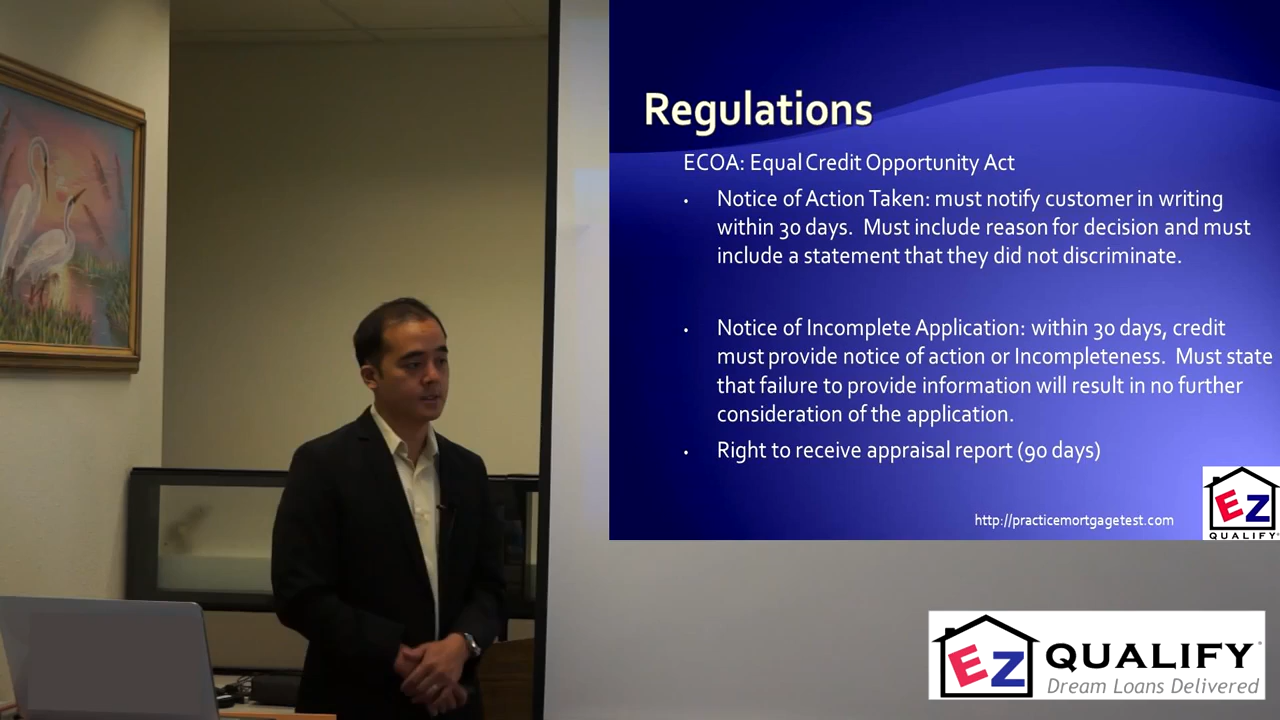 Regulations
ECOA: Equal Credit Opportunity Act
• Notice of Action Taken: must notify customer in writing
within 30 days. Must include reason for decision and must
include a statement that they did not discriminate.
• Notice of Incomplete Application: within 30 days, credit
must provide notice of action or Incompleteness. Must state
that failure to provide information will result in no further
consideration of the application.
• Right to receive appraisal report (90 days)
http://practicemortgagetest.com
EZ
QUALIFY
EZ QUALIFY
Dream Loans Delivered